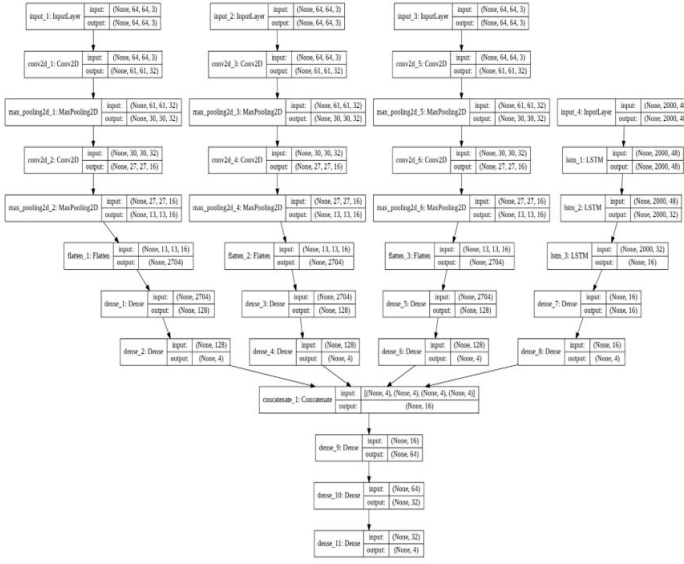 input_1: InputLayer input: (None, 64, 64, 3) output: (None, 64, 64, 3)
input_2: InputLayer input: (None, 64, 64, 3) output: (None, 64, 64, 3)
input_3: InputLayer input: (None, 64, 64, 3) output: (None, 64, 64, 3)
conv2d_1: Conv2D input: (None, 64, 64, 3) output: (None, 61, 61, 32)
conv2d_3: Conv2D input: (None, 64, 64, 3) output: (None, 61, 61, 32)
conv2d_5: Conv2D input: (None, 64, 64, 3) output: (None, 61, 61, 32)
max_pooling2d_1: MaxPooling2D input: (None, 61, 61, 32) output: (None, 30, 30, 32)
max_pooling2d_3: MaxPooling2D input: (None, 61, 61, 32) output: (None, 30, 30, 32)
max_pooling2d_5: MaxPooling2D input: (None, 61, 61, 32) output: (None, 30, 30, 32)
input_4: InputLayer input: (None, 2000, output: (None, 2000,
conv2d_2: Conv2D input: (None, 30, 30, 32) output: (None, 27, 27, 16)
conv2d_4: Conv2D input: (None, 30, 30, 32) output: (None, 27, 27, 16)
conv2d_6: Conv2D input: (None, 30, 30, 32) output: (None, 27, 27, 16)
lstm_1: LSTM input: (None, 2000, 48) output: (None, 2000, 48)
max_pooling2d_2: MaxPooling2D input: (None, 27, 27, 16) output: (None, 13, 13, 16)
max_pooling2d_4: MaxPooling2D input: (None, 27, 27, 16) output: (None, 13, 13, 16)
max_pooling2d_6: MaxPooling2D input: (None, 27, 27, 16) output: (None, 13, 13, 16)
lstm_2: LSTM input: (None, 2000, 48) output: (None, 2000, 32)
flatten_1: Flatten input: (None, 13, 13, 16) output: (None, 2704)
flatten_2: Flatten input: (None, 13, 13, 16) output: (None, 2704)
flatten_3: Flatten input: (None, 13, 13, 16) output: (None, 2704)
lstm_3: LSTM input: (None, 2000, 32) output: (None, 16)
dense_1: Dense input: (None, 2704) output: (None, 128)
dense_3: Dense input: (None, 2704) output: (None, 128)
dense_5: Dense input: (None, 2704) output: (None, 128)
dense_7: Dense input: (None, 16) output: (None, 16)
dense_2: Dense input: (None, 128) output: (None, 4)
dense_4: Dense input: (None, 128) output: (None, 4)
dense_6: Dense input: (None, 128) output: (None, 4)
dense_8: Dense input: (None, 16) output: (None, 4)
concatenate_1: Concatenate input: [(None, 4), (None, 4), (None, 4), (None, 4)] output: (None, 16)
dense_9: Dense input: (None, 16) output: (None, 64)
dense_10: Dense input: (None, 64) output: (None, 32)
dense_11: Dense input: (None, 32) output: (None, 4)